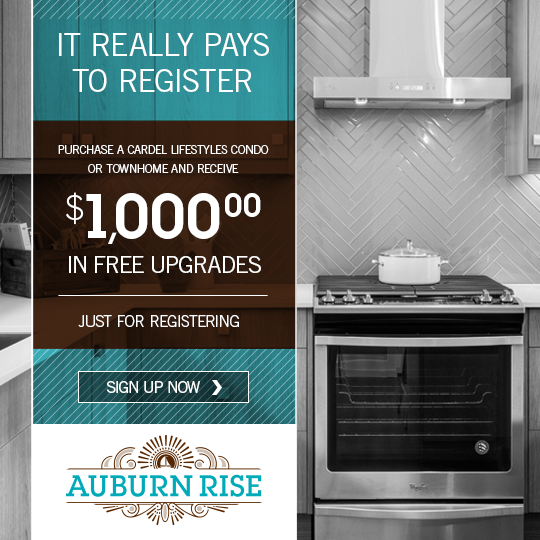 IT REALLY PAYS
TO REGISTER
PURCHASE A CARDEL LIFESTYLES CONDO
OR TOWNHOME AND RECEIVE
$1,000.00
IN FREE UPGRADES
JUST FOR REGISTERING
SIGN UP NOW ❯
AUBURN RISE
Whirlpool